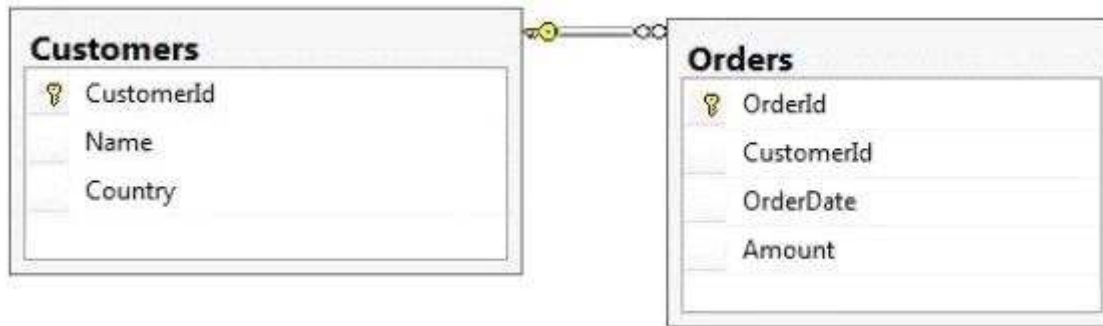 Customers
CustomerId
Name
Country
Orders
OrderId
CustomerId
OrderDate
Amount